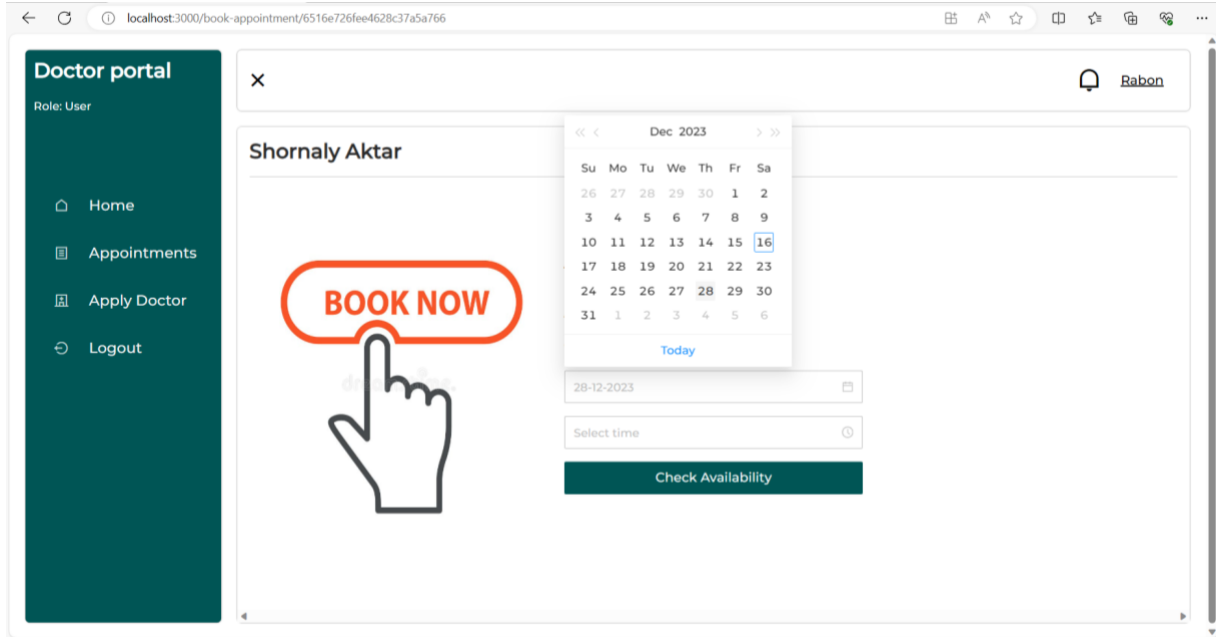 localhost:3000/book-appointment/6516e726fee4628c37a5a766
Doctor portal
Role: User
Home
Appointments
Apply Doctor
Logout
Rabon
Shornaly Aktar
BOOK NOW
Dec 2023
Su Mo Tu We Th Fr Sa
26 27 28 29 30 1 2
3 4 5 6 7 8 9
10 11 12 13 14 15 16
17 18 19 20 21 22 23
24 25 26 27 28 29 30
31 1 2 3 4 5 6
Today
28-12-2023
Select time
Check Availability